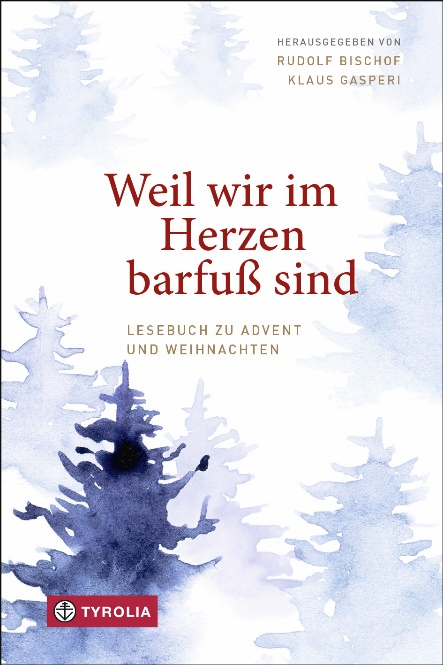 HERAUSGEGEBEN VON
RUDOLF BISCHOF
KLAUS GASPERI
Weil wir im
Herzen
barfuß sind
LESEBUCH ZU ADVENT
UND WEIHNACHTEN
TYROLIA